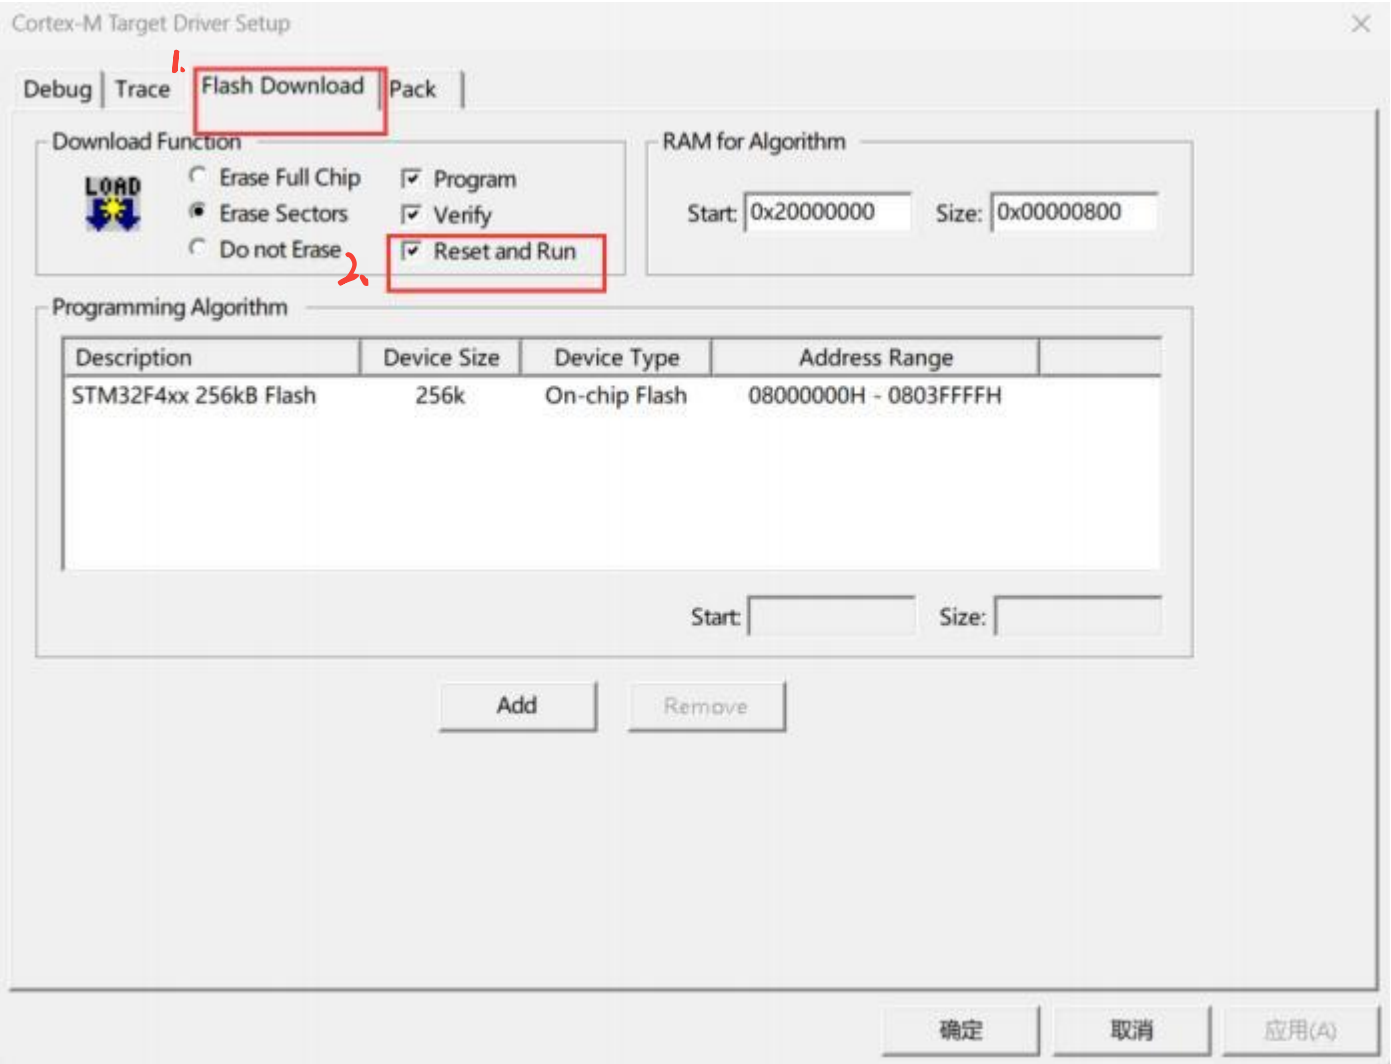 Cortex-M Target Driver Setup
1.
Debug Trace Flash Download Pack
Download Function
LOAD
Erase Full Chip
Erase Sectors
Do not Erase
Program
Verify
2.
Reset and Run
RAM for Algorithm
Start: 0x20000000 Size: 0x00000800
Programming Algorithm
Description Device Size Device Type Address Range
STM32F4xx 256kB Flash 256k On-chip Flash 08000000H - 0803FFFFH
Start: Size:
Add Remove
确定 取消 应用(A)